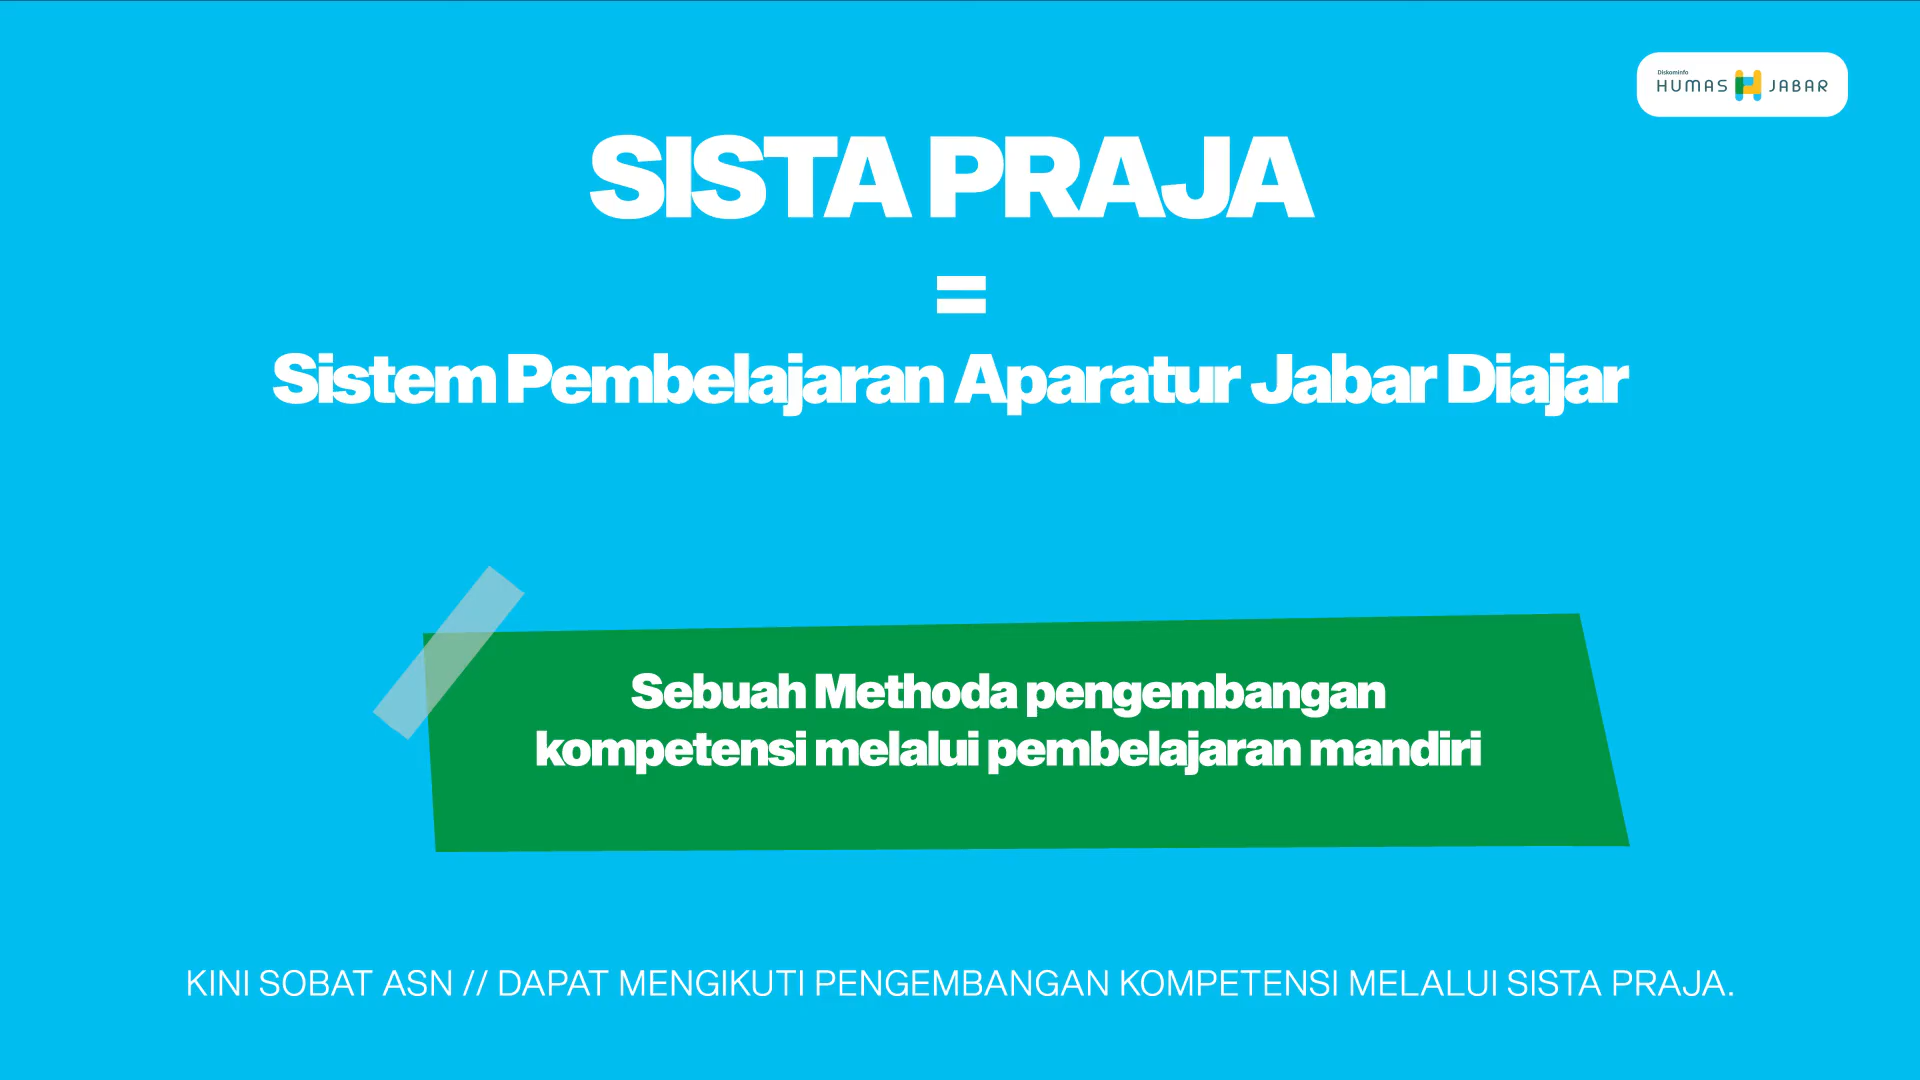 Diskominfo
HUMAS JABAR
SISTA PRAJA
=
Sistem Pembelajaran Aparatur Jabar Diajar
Sebuah Methoda pengembangan
kompetensi melalui pembelajaran mandiri
KINI SOBAT ASN // DAPAT MENGIKUTI PENGEMBANGAN KOMPETENSI MELALUI SISTA PRAJA.